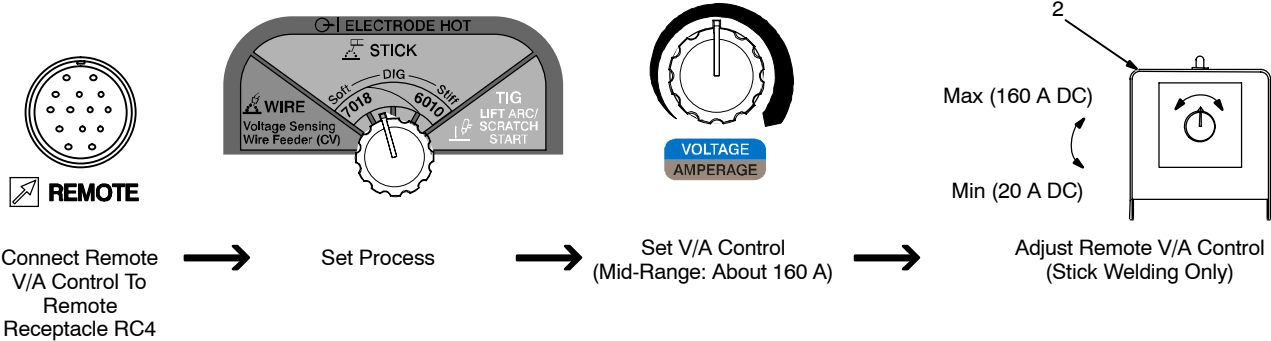 REMOTE
Connect Remote
V/A Control To
Remote
Receptacle RC4
ELECTRODE HOT
STICK
DIG
Soft
Stiff
7018
6010
WIRE
Voltage Sensing
Wire Feeder (CV)
TIG
LIFT ARC/
SCRATCH
START
Set Process
VOLTAGE
AMPERAGE
Set V/A Control
(Mid-Range: About 160 A)
2
Max (160 A DC)
Min (20 A DC)
Adjust Remote V/A Control
(Stick Welding Only)